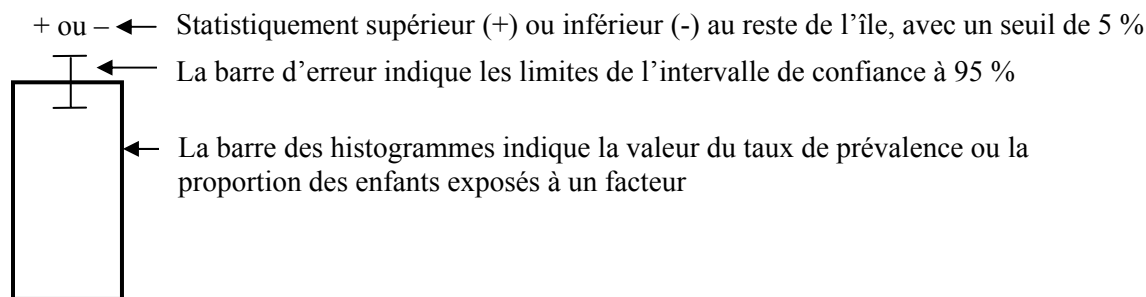 + ou – Statistiquement supérieur (+) ou inférieur (-) au reste de l’île, avec un seuil de 5 %
La barre d’erreur indique les limites de l’intervalle de confiance à 95 %
La barre des histogrammes indique la valeur du taux de prévalence ou la
proportion des enfants exposés à un facteur